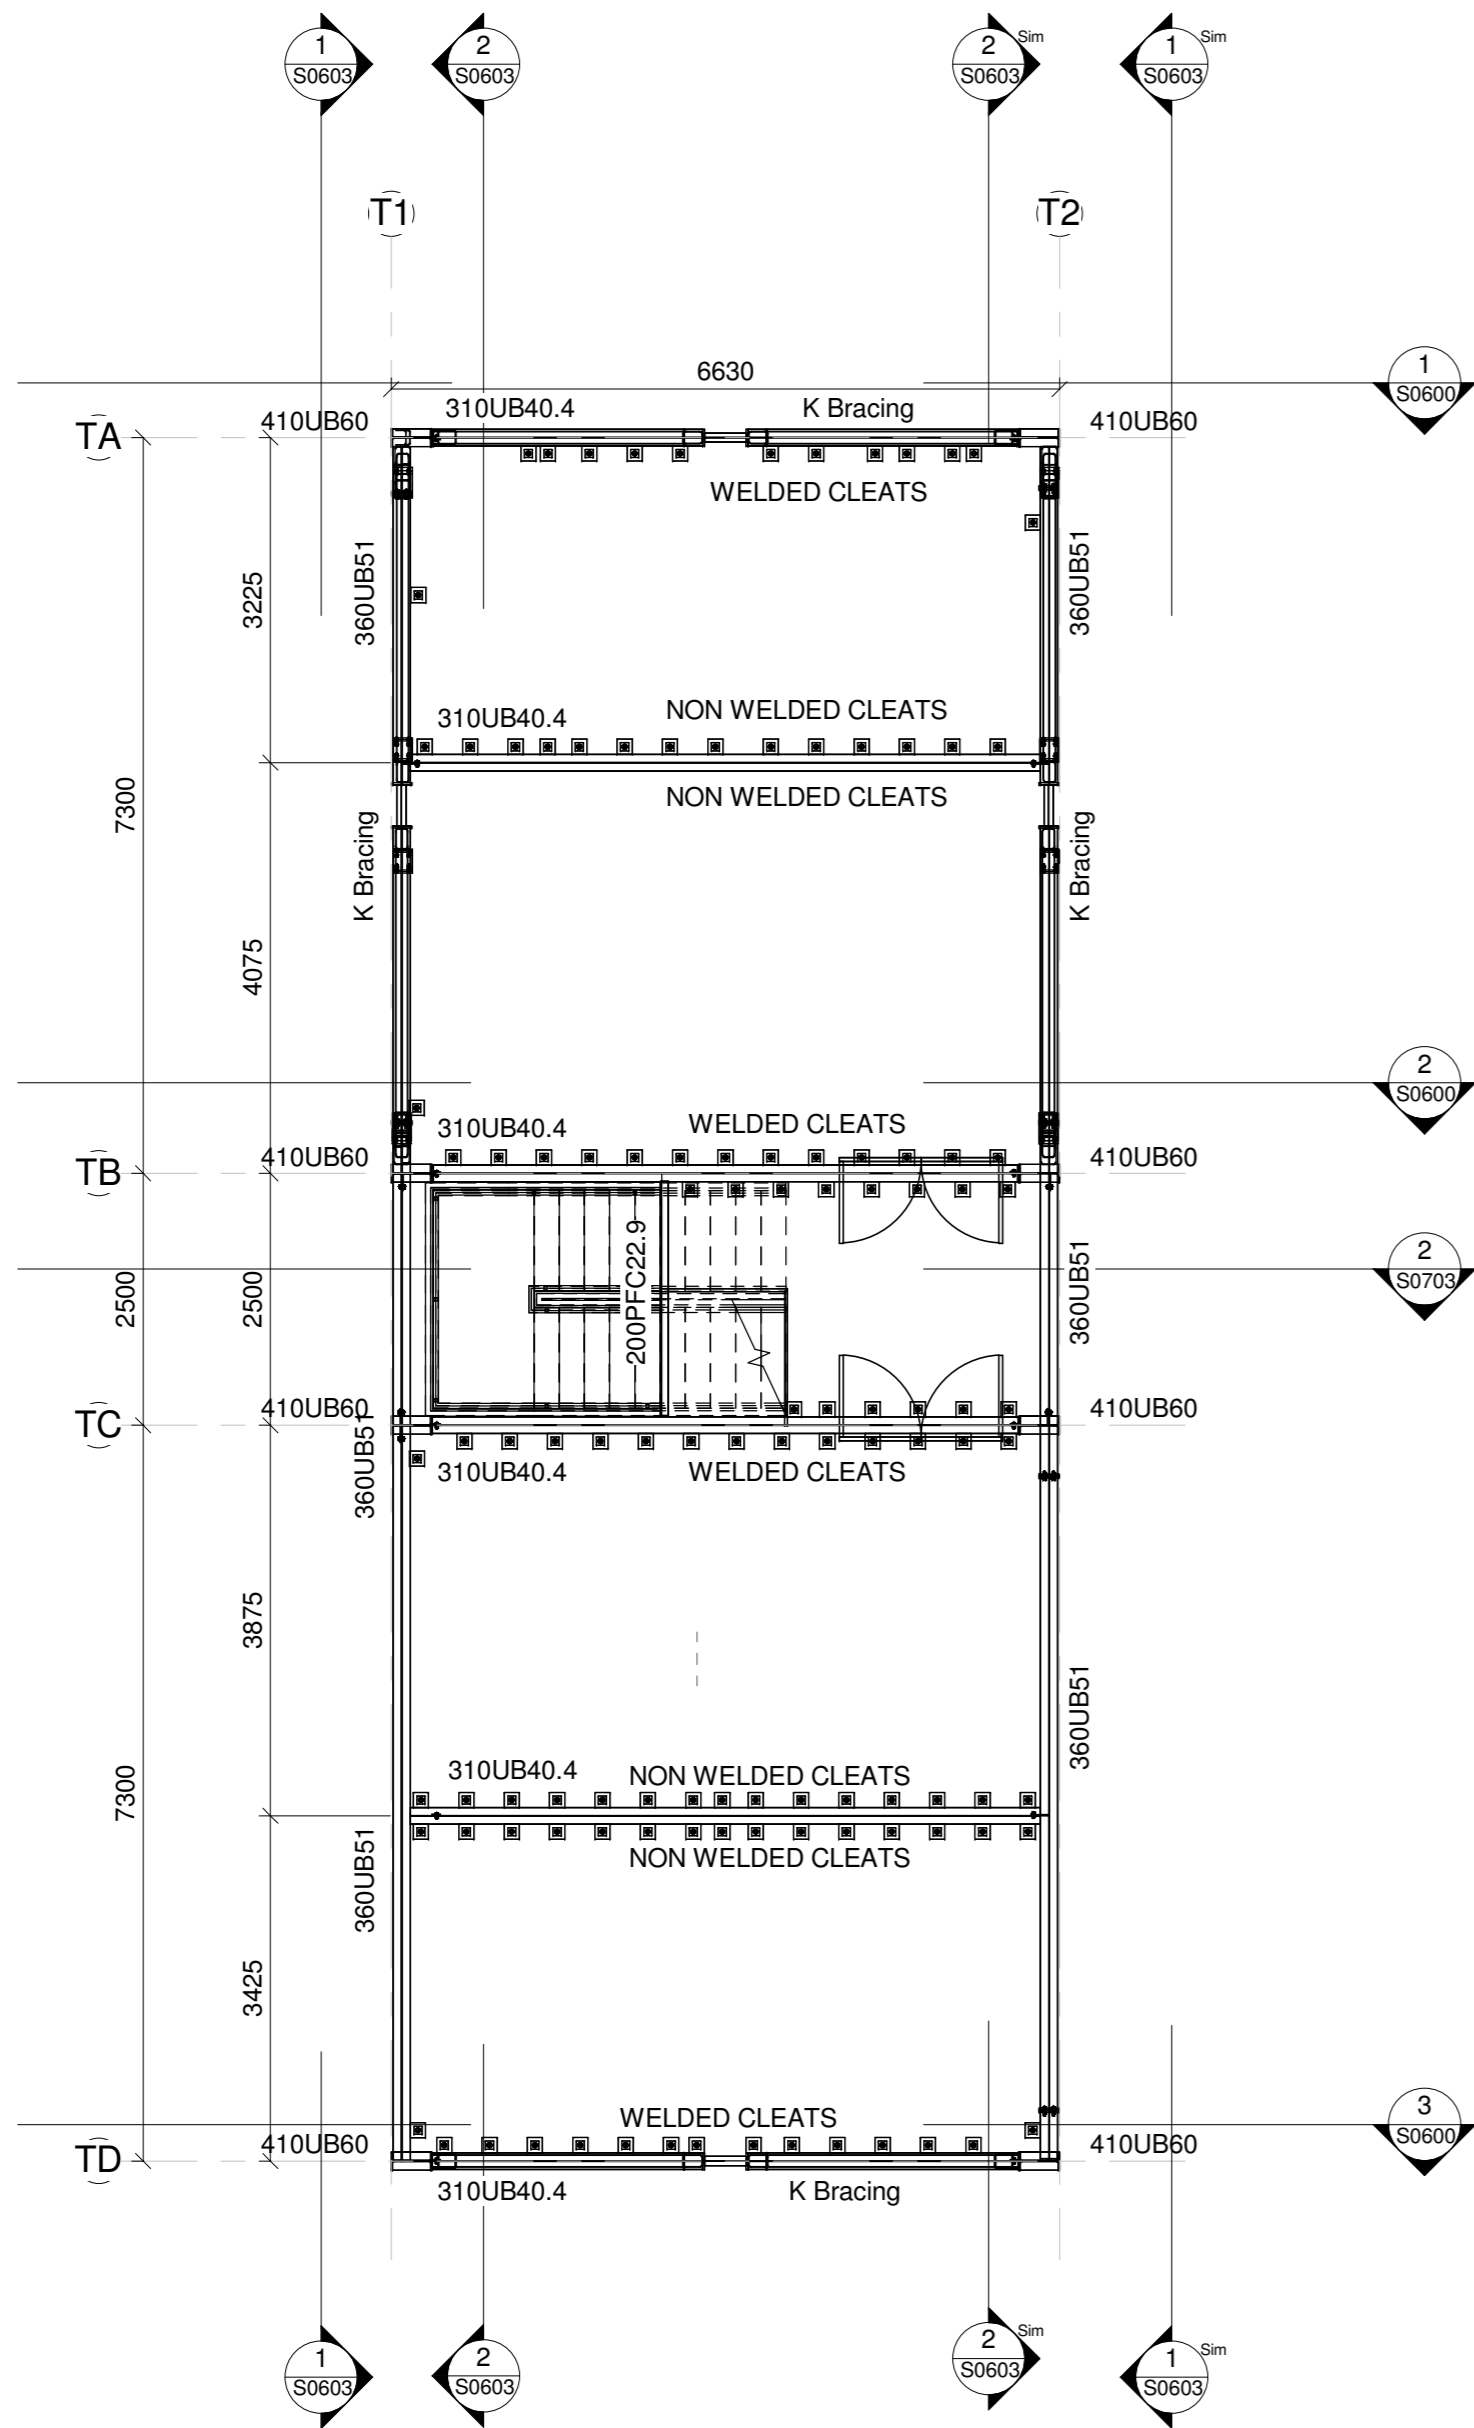 1
S0603
2
S0603
2
S0603
Sim
1
S0603
Sim
T1
T2
6630
1
S0600
TA
410UB60
310UB40.4
K Bracing
410UB60
WELDED CLEATS
3225
360UB51
360UB51
310UB40.4
NON WELDED CLEATS
NON WELDED CLEATS
7300
K Bracing
K Bracing
4075
2
S0600
310UB40.4
WELDED CLEATS
TB
410UB60
410UB60
2500
2500
200PFC22.9
360UB51
2
S0703
TC
410UB60
410UB60
360UB51
310UB40.4
WELDED CLEATS
3875
360UB51
310UB40.4
NON WELDED CLEATS
7300
NON WELDED CLEATS
360UB51
3425
WELDED CLEATS
3
S0600
TD
410UB60
410UB60
310UB40.4
K Bracing
1
S0603
2
S0603
2
S0603
Sim
1
S0603
Sim